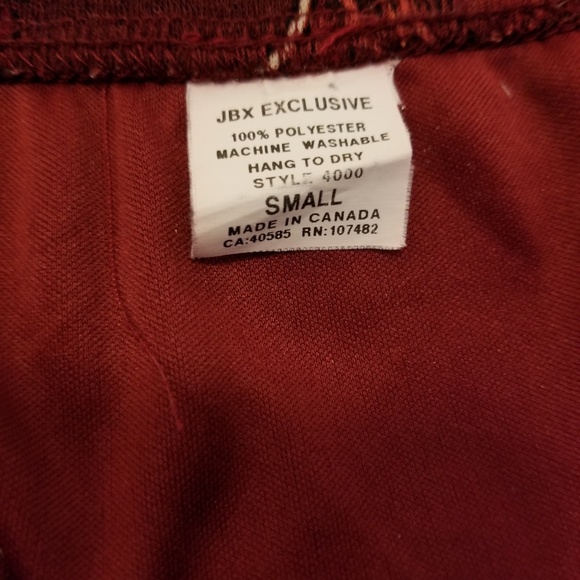 JBX EXCLUSIVE
100% POLYESTER
MACHINE WASHABLE
HANG TO DRY
STYLE 4000
SMALL
MADE IN CANADA
CA:40585 RN:107482